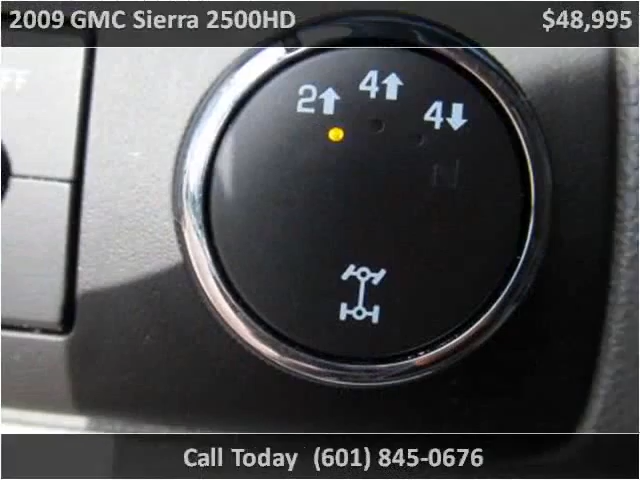 2009 GMC Sierra 2500HD $48,995
2↑ 4↑ 4↓
N
Call Today (601) 845-0676